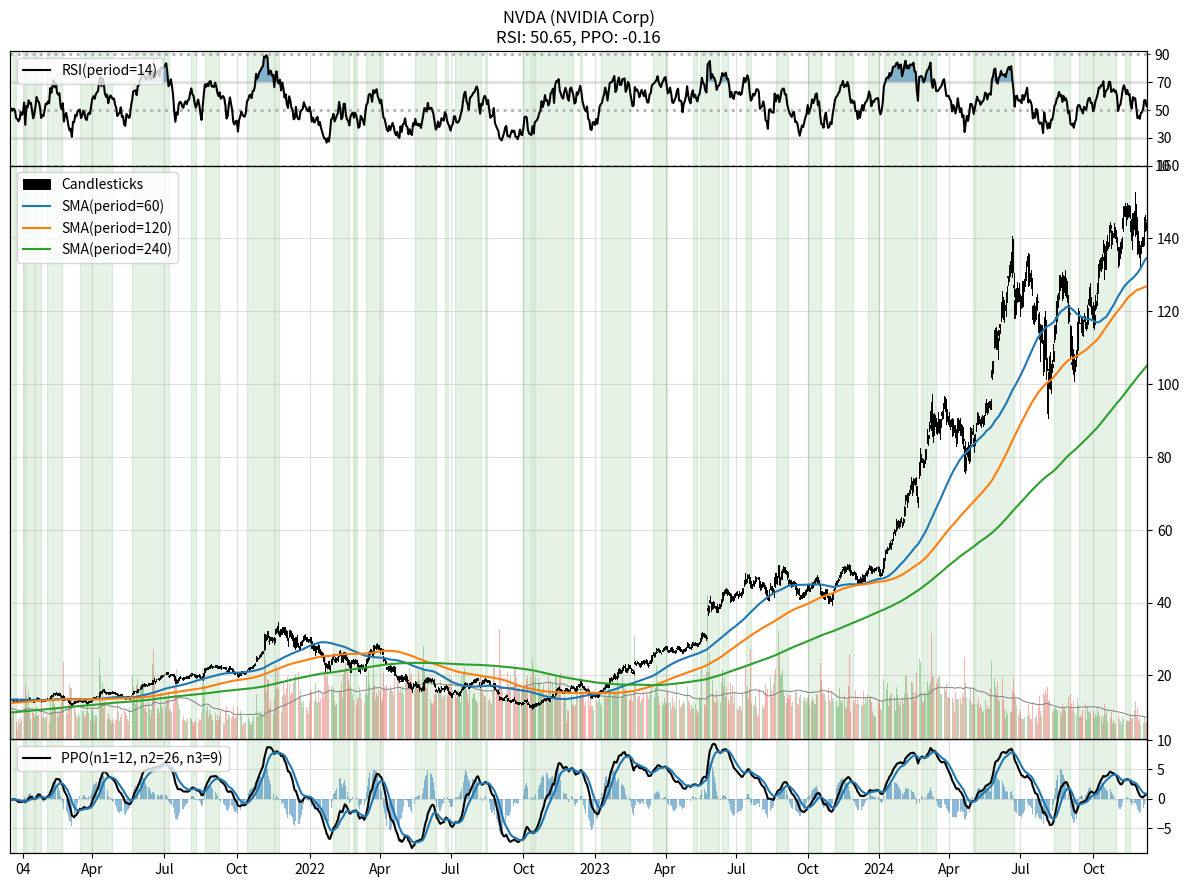 NVDA (NVIDIA Corp)
RSI: 50.65, PPO: -0.16
RSI(period=14)
90
70
50
30
10
160
Candlesticks
SMA(period=60)
SMA(period=120)
SMA(period=240)
140
120
100
80
60
40
20
PPO(n1=12, n2=26, n3=9)
10
5
0
−5
04 Apr Jul Oct 2022 Apr Jul Oct 2023 Apr Jul Oct 2024 Apr Jul Oct